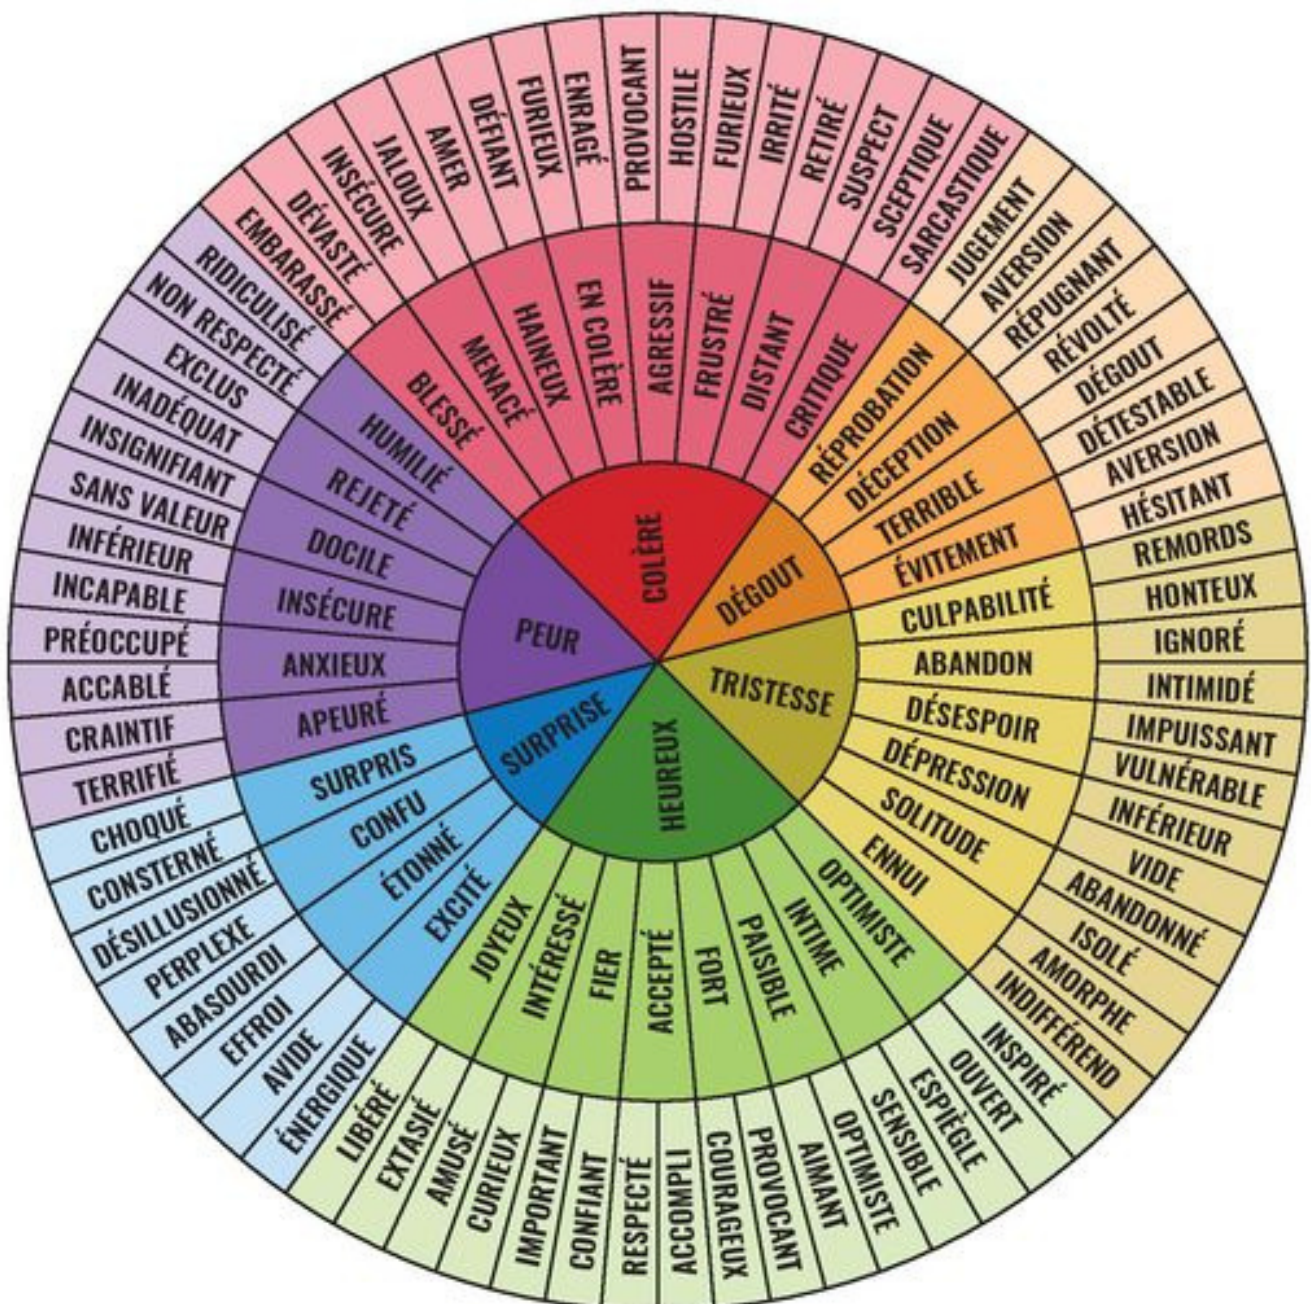 COLÈRE
DÉGOUT
TRISTESSE
HEUREUX
SURPRISE
PEUR
BLESSÉ
MENACÉ
HAINEUX
EN COLÈRE
AGRESSIF
FRUSTRÉ
DISTANT
CRITIQUE
RÉPROBATION
DÉCEPTION
TERRIBLE
ÉVITEMENT
CULPABILITÉ
ABANDON
DÉSESPOIR
DÉPRESSION
SOLITUDE
ENNUI
OPTIMISTE
INTIME
PAISIBLE
FORT
ACCEPTÉ
FIER
INTÉRESSÉ
JOYEUX
EXCITÉ
ÉTONNÉ
CONFU
SURPRIS
APEURÉ
ANXIEUX
INSÉCURE
DOCILE
REJETÉ
HUMILIÉ
EMBARASSÉ
DÉVASTÉ
INSÉCURE
JALOUX
AMER
DÉFIANT
FURIEUX
ENRAGÉ
PROVOCANT
HOSTILE
FURIEUX
IRRITÉ
RETIRÉ
SUSPECT
SCEPTIQUE
SARCASTIQUE
JUGEMENT
AVERSION
RÉPUGNANT
RÉVOLTÉ
DÉGOUT
DÉTESTABLE
AVERSION
HÉSITANT
REMORDS
HONTEUX
IGNORÉ
INTIMIDÉ
IMPUISSANT
VULNÉRABLE
INFÉRIEUR
VIDE
ABANDONNÉ
ISOLÉ
AMORPHE
INDIFFÉREND
INSPIRÉ
OUVERT
ESPIÈGLE
SENSIBLE
OPTIMISTE
AIMANT
PROVOCANT
COURAGEUX
ACCOMPLI
RESPECTÉ
CONFIANT
IMPORTANT
CURIEUX
AMUSÉ
EXTASIÉ
LIBÉRÉ
ÉNERGIQUE
AVIDE
EFFROI
ABASOURDI
PERPLEXE
DÉSILLUSIONNÉ
CONSTERNÉ
CHOQUÉ
TERRIFIÉ
CRAINTIF
ACCABLÉ
PRÉOCCUPÉ
INCAPABLE
INFÉRIEUR
SANS VALEUR
INSIGNIFIANT
INADÉQUAT
EXCLUS
NON RESPECTÉ
RIDICULISÉ